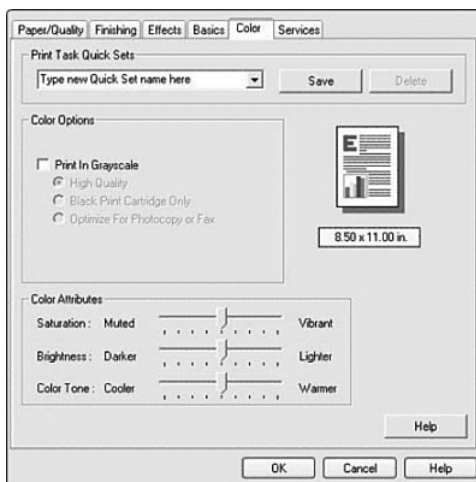 Paper/Quality Finishing Effects Basics Color Services
Print Task Quick Sets
Type new Quick Set name here Save Delete
Color Options
Print In Grayscale
High Quality
Black Print Cartridge Only
Optimize For Photocopy or Fax
E
8.50 x 11.00 in.
Color Attributes
Saturation : Muted Vibrant
Brightness : Darker Lighter
Color Tone : Cooler Warmer
Help
OK Cancel Help